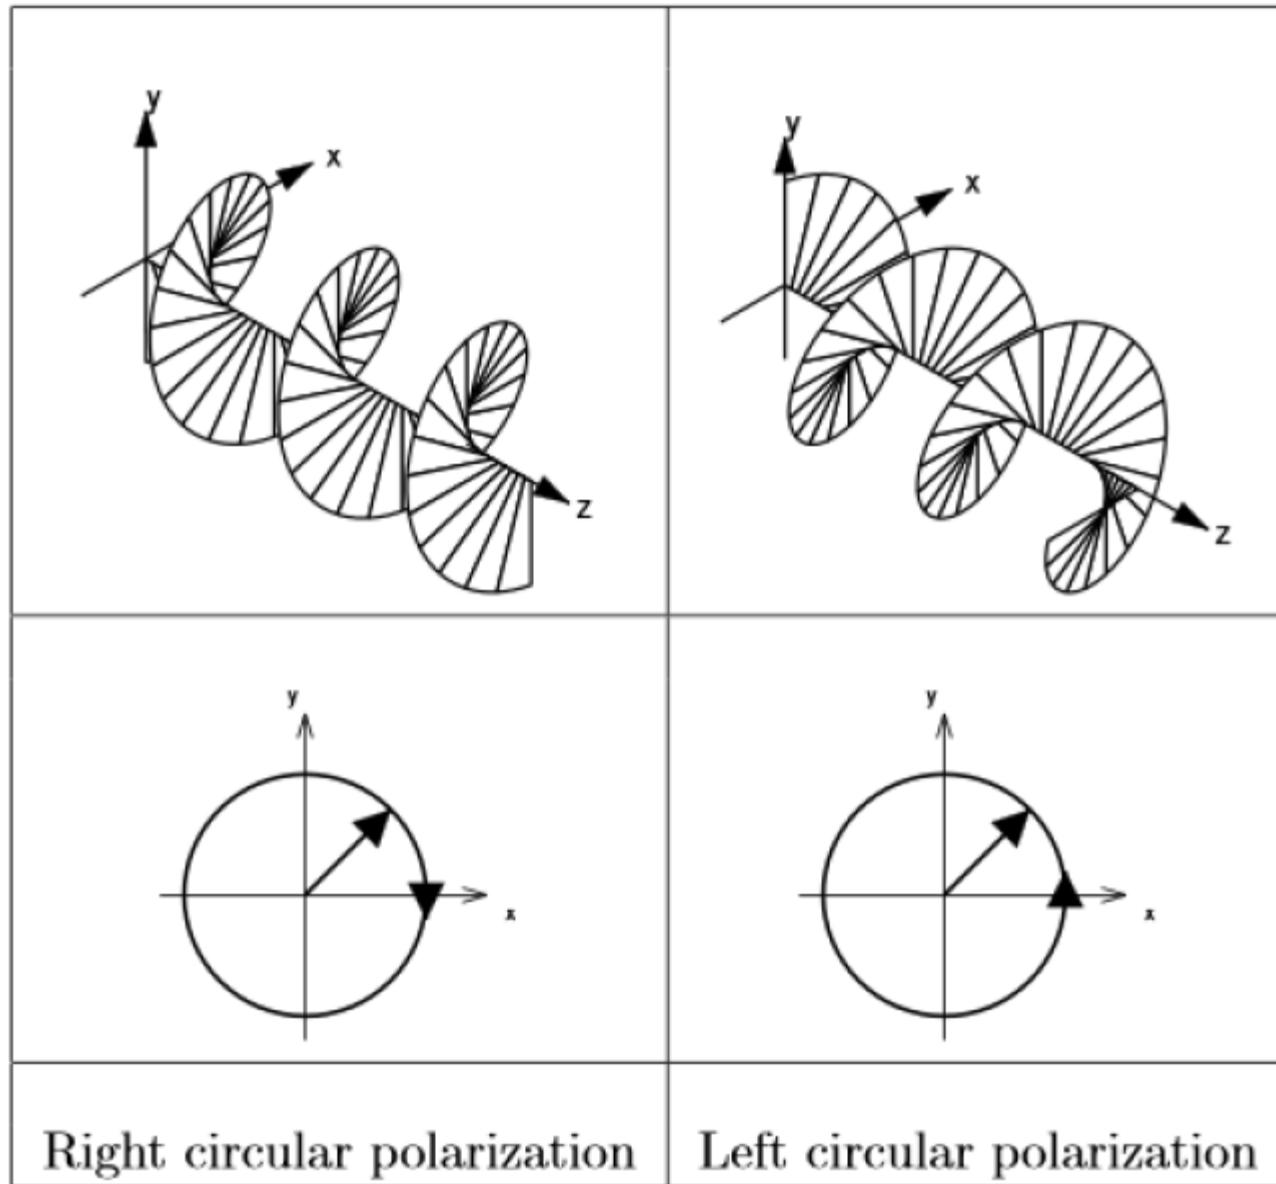 y
x
z
y
x
z
y
x
y
x
Right circular polarization
Left circular polarization